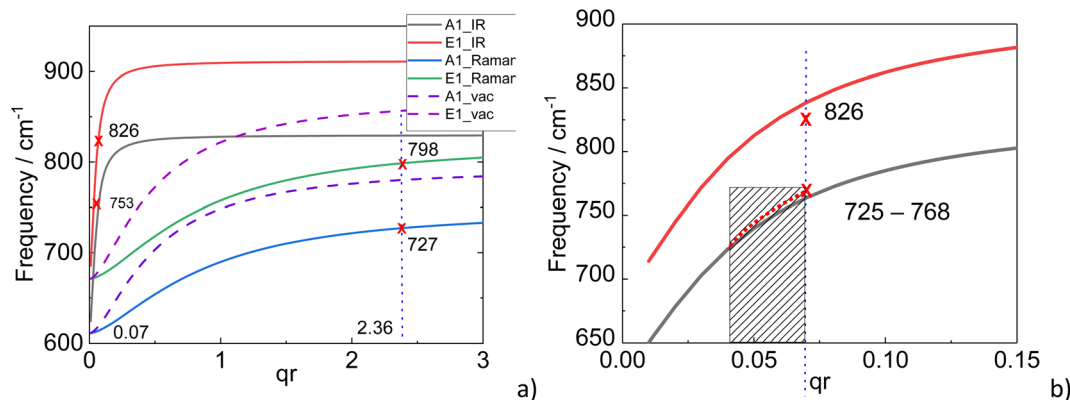 A1_IR
E1_IR
A1_Raman
E1_Raman
A1_vac
E1_vac
Frequency / cm⁻¹
900
800
700
600
826
753
798
727
0.07
2.36
0
1
2
3
qr
a)
Frequency / cm⁻¹
900
850
800
750
700
650
826
725 – 768
0.00
0.05
0.10
0.15
qr
b)